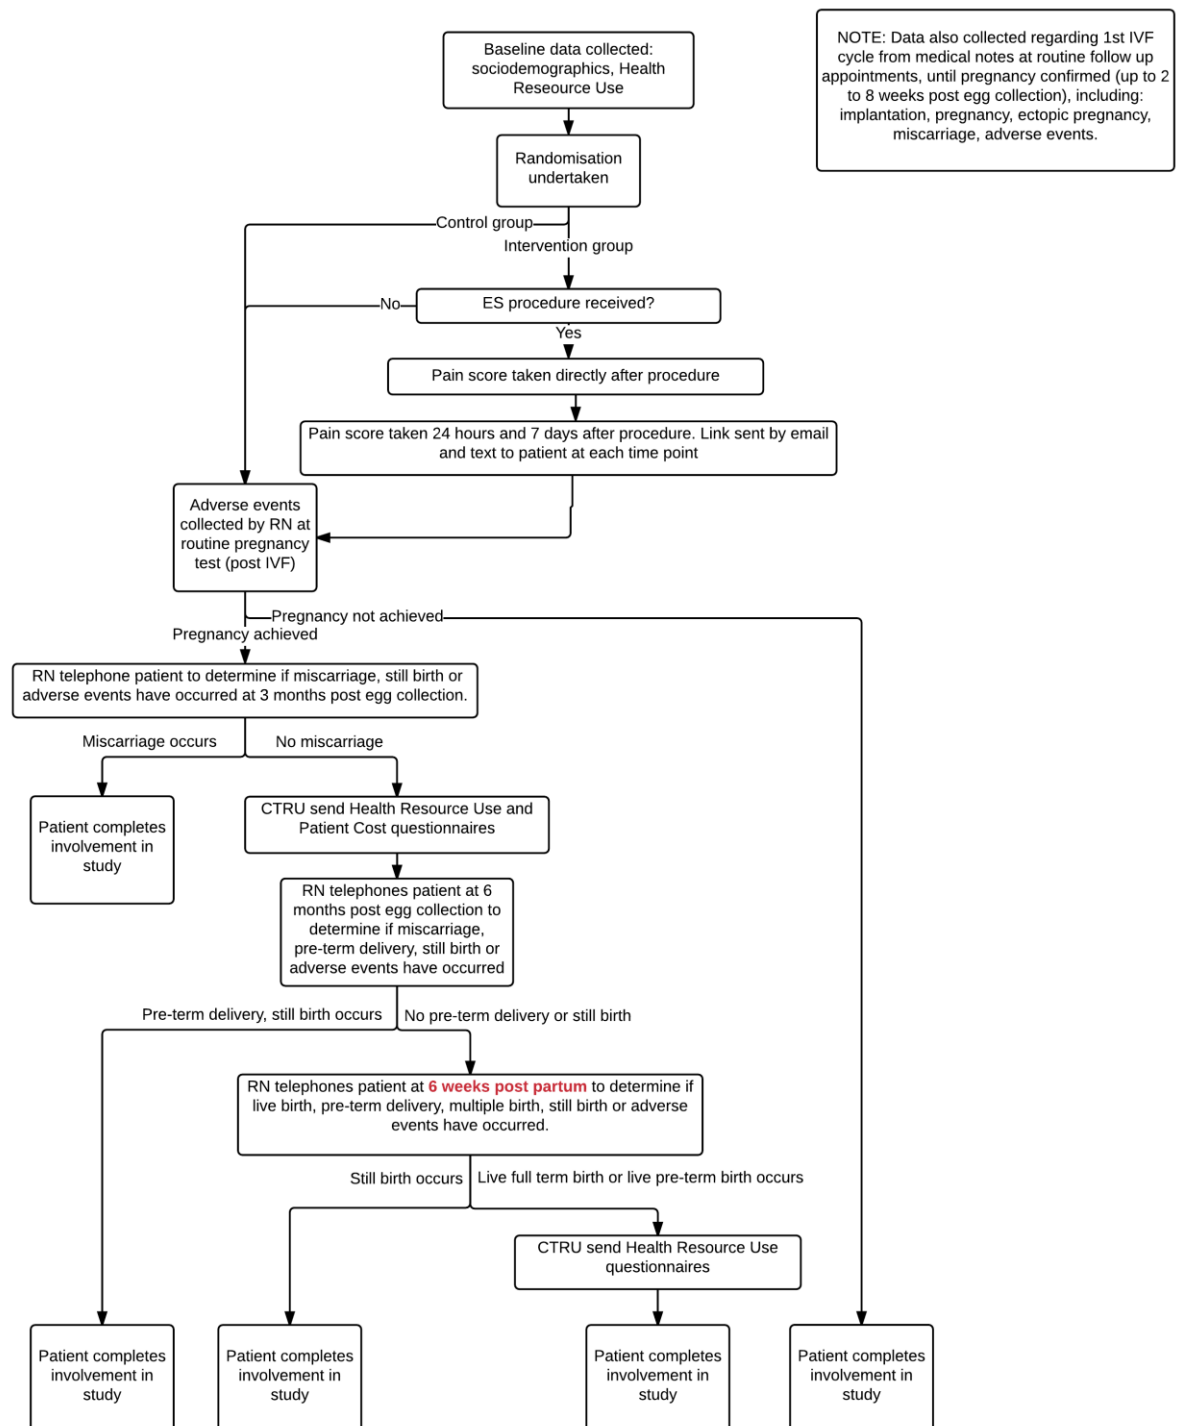 Baseline data collected:
sociodemographics, Health
Reseource Use
NOTE: Data also collected regarding 1st IVF
cycle from medical notes at routine follow up
appointments, until pregnancy confirmed (up to 2
to 8 weeks post egg collection), including:
implantation, pregnancy, ectopic pregnancy,
miscarriage, adverse events.
Randomisation
undertaken
Control group
Intervention group
ES procedure received?
No
Yes
Pain score taken directly after procedure
Pain score taken 24 hours and 7 days after procedure. Link sent by email
and text to patient at each time point
Adverse events
collected by RN at
routine pregnancy
test (post IVF)
Pregnancy not achieved
Pregnancy achieved
RN telephone patient to determine if miscarriage, still birth or
adverse events have occurred at 3 months post egg collection.
Miscarriage occurs
No miscarriage
Patient completes
involvement in
study
CTRU send Health Resource Use and
Patient Cost questionnaires
RN telephones patient at 6
months post egg collection to
determine if miscarriage,
pre-term delivery, still birth or
adverse events have occurred
Pre-term delivery, still birth occurs
No pre-term delivery or still birth
RN telephones patient at 6 weeks post partum to determine if
live birth, pre-term delivery, multiple birth, still birth or adverse
events have occurred.
Still birth occurs
Live full term birth or live pre-term birth occurs
CTRU send Health Resource Use
questionnaires
Patient completes
involvement in
study
Patient completes
involvement in
study
Patient completes
involvement in
study
Patient completes
involvement in
study